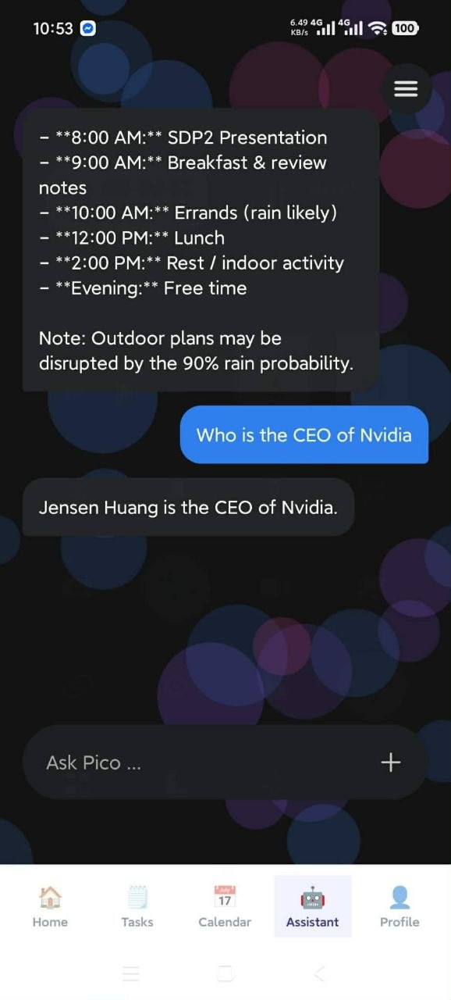 10:53
6.49 KB/s 4G 4G 100
– **8:00 AM:** SDP2 Presentation
– **9:00 AM:** Breakfast & review
notes
– **10:00 AM:** Errands (rain likely)
– **12:00 PM:** Lunch
– **2:00 PM:** Rest / indoor activity
– **Evening:** Free time
Note: Outdoor plans may be
disrupted by the 90% rain probability.
Who is the CEO of Nvidia
Jensen Huang is the CEO of Nvidia.
Ask Pico ...
July
17
Home Tasks Calendar Assistant Profile